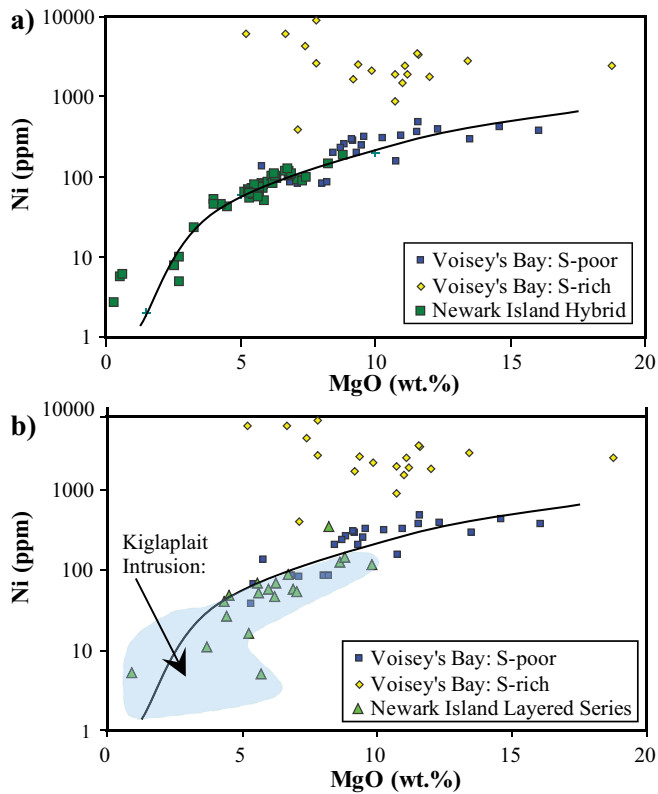 a)
10000
1000
100
10
1
Ni (ppm)
Voisey's Bay: S-poor
Voisey's Bay: S-rich
Newark Island Hybrid
0 5 10 15 20
MgO (wt.%)
b)
10000
1000
100
10
1
Ni (ppm)
Kiglaplait
Intrusion:
Voisey's Bay: S-poor
Voisey's Bay: S-rich
Newark Island Layered Series
0 5 10 15 20
MgO (wt.%)